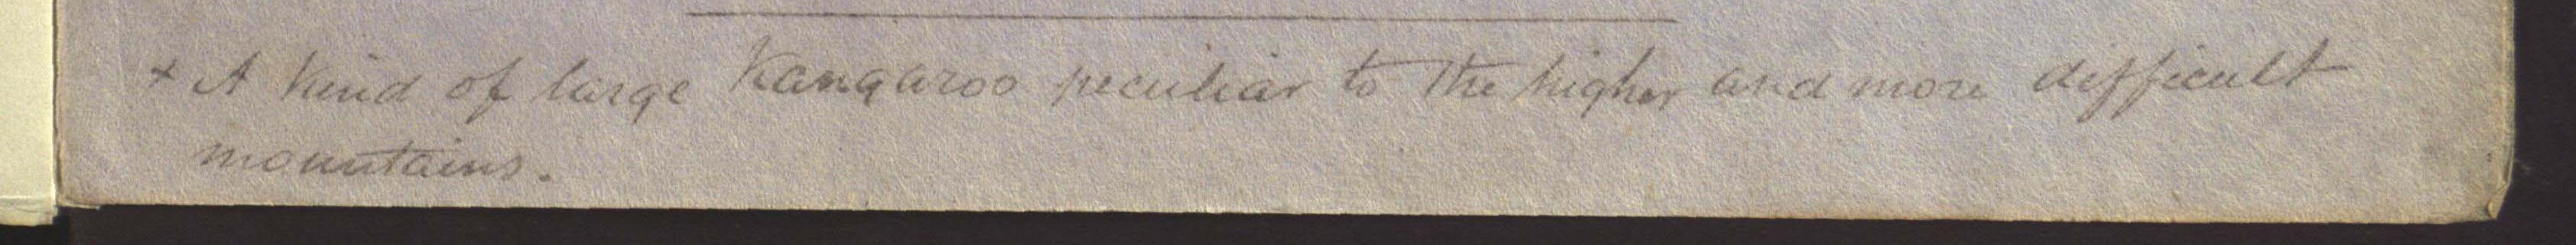 + A kind of large Kangaroo peculiar to the higher and more difficult
mountains.